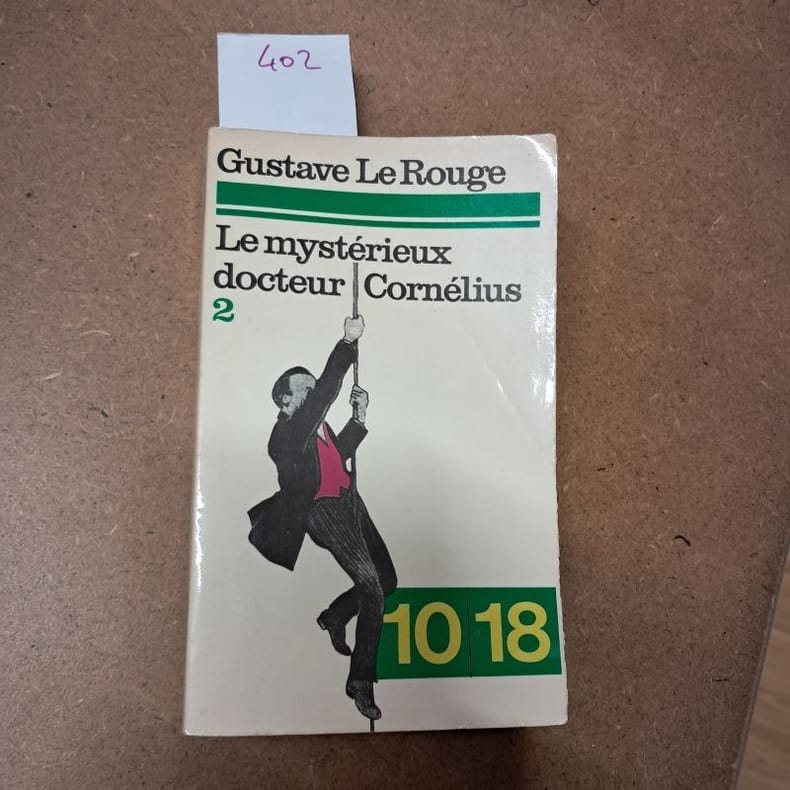 402
Gustave Le Rouge
Le mystérieux
docteur Cornélius
2
10 18